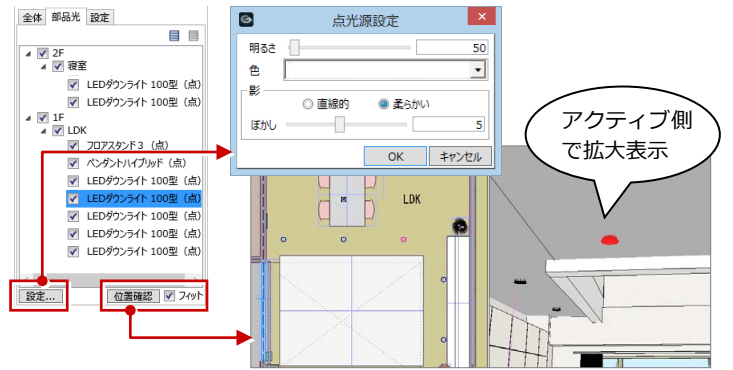 全体 部品光 設定
2F
寝室
LEDダウンライト 100型（点）
LEDダウンライト 100型（点）
1F
LDK
フロアスタンド3（点）
ペンダントハイブリッド（点）
LEDダウンライト 100型（点）
LEDダウンライト 100型（点）
LEDダウンライト 100型（点）
LEDダウンライト 100型（点）
LEDダウンライト 100型（点）
設定... 位置確認 フィット
点光源設定
明るさ 50
色
影
直線的 柔らかい
ぼかし 5
OK キャンセル
LDK
アクティブ側
で拡大表示